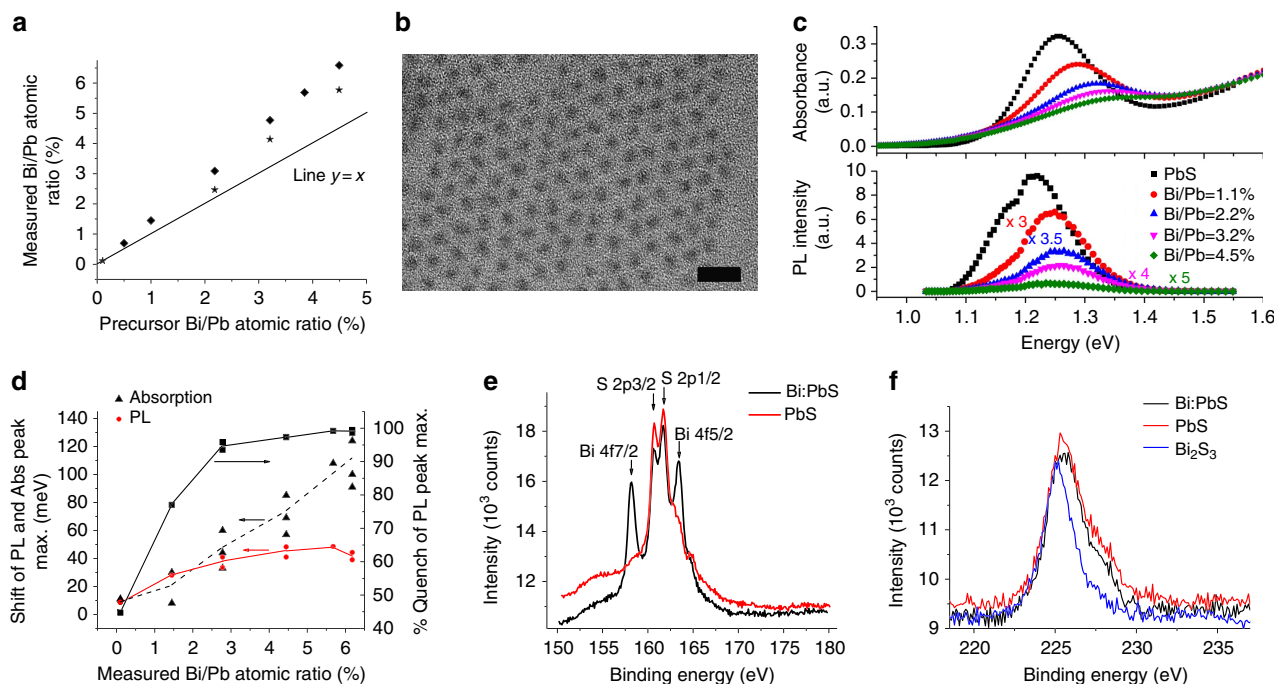 a
Measured Bi/Pb atomic
ratio (%)
6
5
4
3
2
1
0
Line y = x
0 1 2 3 4 5
Precursor Bi/Pb atomic ratio (%)
b
c
Absorbance
(a.u.)
0.3
0.2
0.1
0.0
PL intensity
(a.u.)
10
8
6
4
2
0
PbS
Bi/Pb=1.1%
Bi/Pb=2.2%
Bi/Pb=3.2%
Bi/Pb=4.5%
x 3
x 3.5
x 4
x 5
1.0 1.1 1.2 1.3 1.4 1.5 1.6
Energy (eV)
d
Absorption
PL
Shift of PL and Abs peak
max. (meV)
140
120
100
80
60
40
20
0
100
90
80
70
60
50
40
% Quench of PL peak max.
0 1 2 3 4 5 6
Measured Bi/Pb atomic ratio (%)
e
S 2p1/2
S 2p3/2
Bi 4f7/2
Bi 4f5/2
Bi:PbS
PbS
Intensity (10³ counts)
18
16
14
12
150 155 160 165 170 175 180
Binding energy (eV)
f
Bi:PbS
PbS
Bi₂S₃
Intensity (10³ counts)
13
12
11
10
9
220 225 230 235
Binding energy (eV)